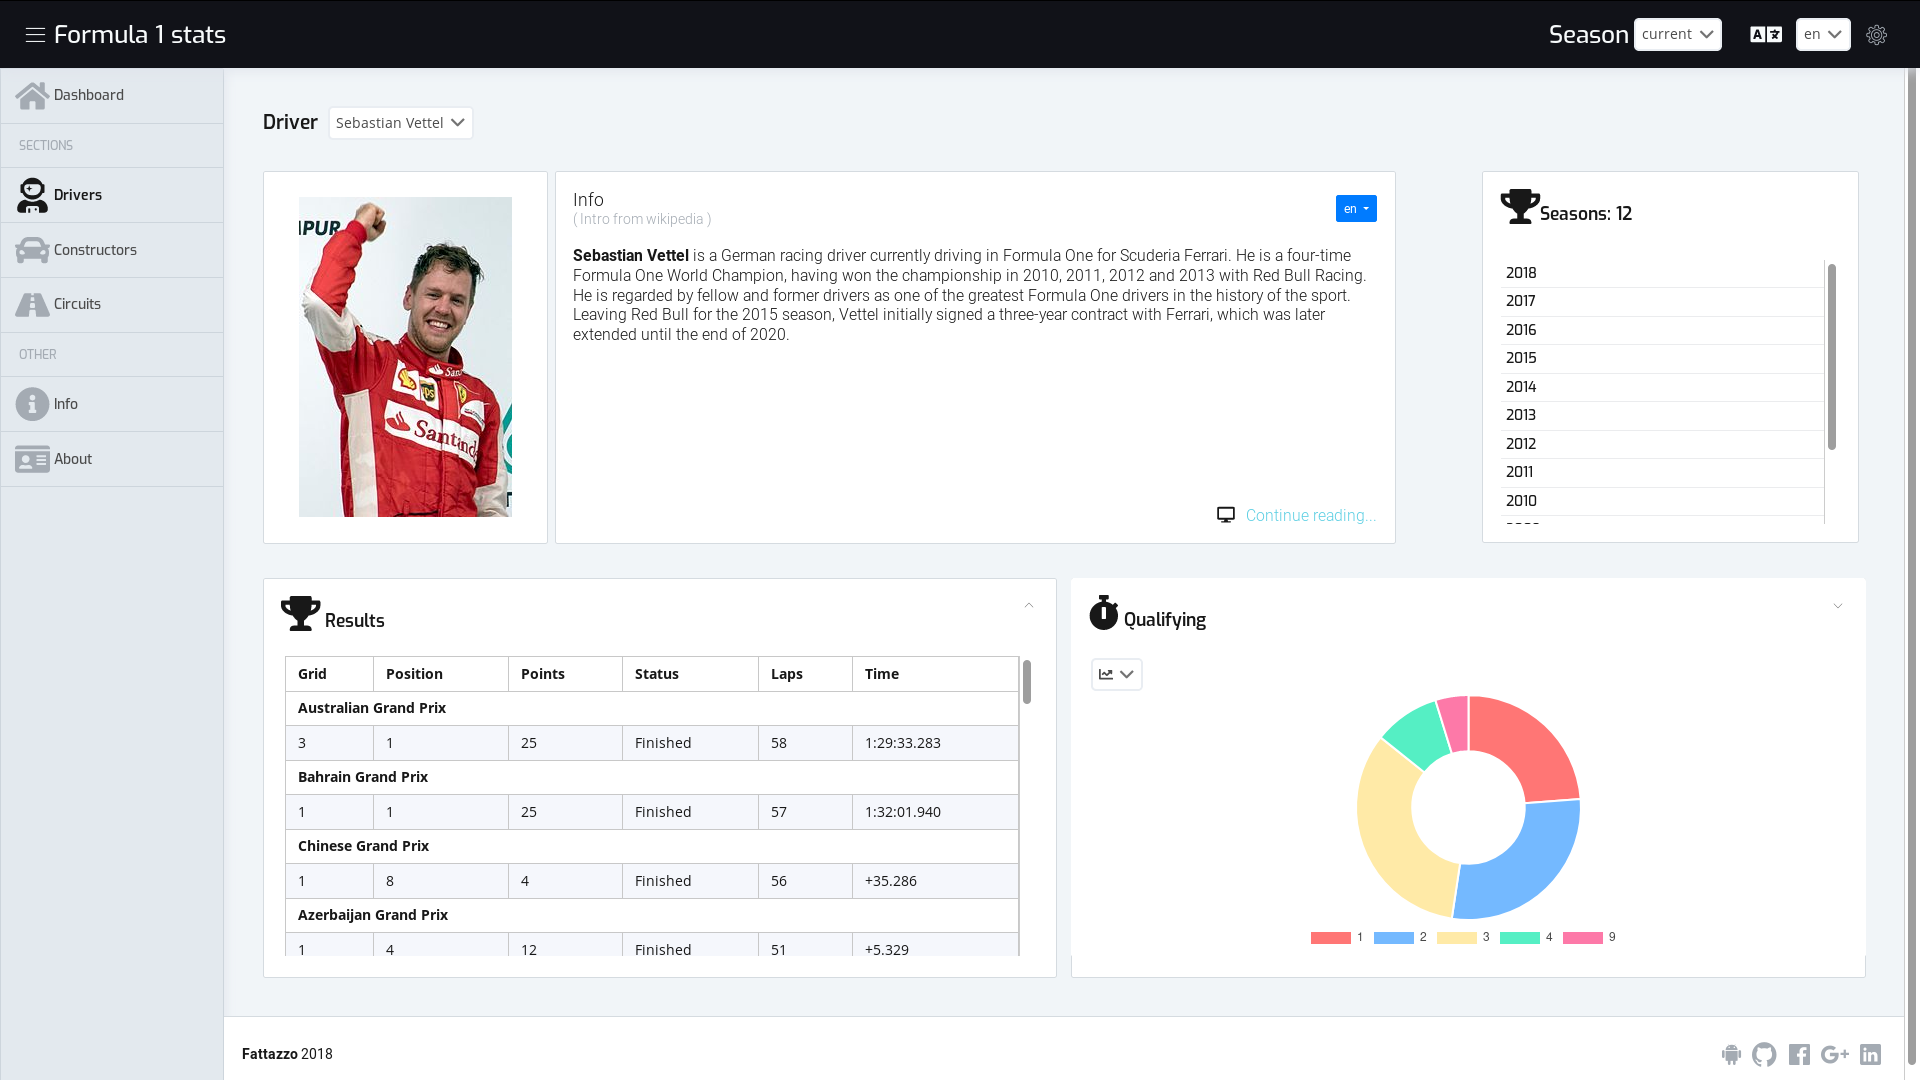 Formula 1 stats
Season current
en
Dashboard
SECTIONS
Drivers
Constructors
Circuits
OTHER
Info
About
Driver Sebastian Vettel
Info
( Intro from wikipedia )
en
Sebastian Vettel is a German racing driver currently driving in Formula One for Scuderia Ferrari. He is a four-time
Formula One World Champion, having won the championship in 2010, 2011, 2012 and 2013 with Red Bull Racing.
He is regarded by fellow and former drivers as one of the greatest Formula One drivers in the history of the sport.
Leaving Red Bull for the 2015 season, Vettel initially signed a three-year contract with Ferrari, which was later
extended until the end of 2020.
Continue reading...
Seasons: 12
2018
2017
2016
2015
2014
2013
2012
2011
2010
Results
Grid Position Points Status Laps Time
Australian Grand Prix
3 1 25 Finished 58 1:29:33.283
Bahrain Grand Prix
1 1 25 Finished 57 1:32:01.940
Chinese Grand Prix
1 8 4 Finished 56 +35.286
Azerbaijan Grand Prix
1 4 12 Finished 51 +5.329
Qualifying
1 2 3 4 9
Fattazzo 2018